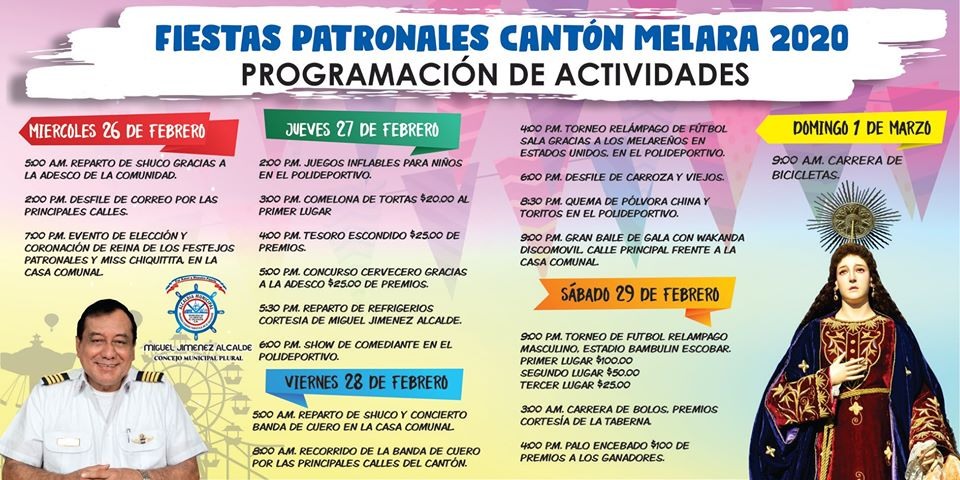 FIESTAS PATRONALES CANTÓN MELARA 2020
PROGRAMACIÓN DE ACTIVIDADES
MIERCOLES 26 DE FEBRERO
5:00 A.M. REPARTO DE SHUCO GRACIAS A
LA ADESCO DE LA COMUNIDAD.
2:00 P.M. DESFILE DE CORREO POR LAS
PRINCIPALES CALLES.
7:00 P.M. EVENTO DE ELECCIÓN Y
CORONACIÓN DE REINA DE LOS FESTEJOS
PATRONALES Y MISS CHIQUITITA, EN LA
CASA COMUNAL.
ALCALDIA MUNICIPAL
MIGUEL JIMENEZ ALCALDE
CONCEJO MUNICIPAL PLURAL
JUEVES 27 DE FEBRERO
2:00 P.M. JUEGOS INFLABLES PARA NIÑOS
EN EL POLIDEPORTIVO.
3:00 P.M. COMELONA DE TORTAS $20.00 AL
PRIMER LUGAR
4:00 P.M. TESORO ESCONDIDO $25.00 DE
PREMIOS.
5:00 P.M. CONCURSO CERVECERO GRACIAS
A LA ADESCO $25.00 DE PREMIOS.
5:30 P.M. REPARTO DE REFRIGERIOS
CORTESIA DE MIGUEL JIMENEZ ALCALDE.
6:00 P.M. SHOW DE COMEDIANTE EN EL
POLIDEPORTIVO.
VIERNES 28 DE FEBRERO
5:00 A.M. REPARTO DE SHUCO Y CONCIERTO
BANDA DE CUERO EN LA CASA COMUNAL.
8:00 A.M. RECORRIDO DE LA BANDA DE CUERO
POR LAS PRINCIPALES CALLES DEL CANTÓN.
4:00 P.M. TORNEO RELÁMPAGO DE FÚTBOL
SALA GRACIAS A LOS MELAREÑOS EN
ESTADOS UNIDOS, EN EL POLIDEPORTIVO.
6:00 P.M. DESFILE DE CARROZA Y VIEJOS.
8:30 P.M. QUEMA DE PÓLVORA CHINA Y
TORITOS EN EL POLIDEPORTIVO.
9:00 P.M. GRAN BAILE DE GALA CON WAKANDA
DISCOMOVIL, CALLE PRINCIPAL FRENTE A LA
CASA COMUNAL.
SÁBADO 29 DE FEBRERO
9:00 P.M. TORNEO DE FUTBOL RELAMPAGO
MASCULINO, ESTADIO BAMBULIN ESCOBAR.
PRIMER LUGAR $100.00
SEGUNDO LUGAR $50.00
TERCER LUGAR $25.00
3:00 A.M. CARRERA DE BOLOS, PREMIOS
CORTESÍA DE LA TABERNA.
4:00 P.M. PALO ENCEBADO $100 DE
PREMIOS A LOS GANADORES.
DOMINGO 1 DE MARZO
9:00 A.M. CARRERA DE
BICICLETAS.